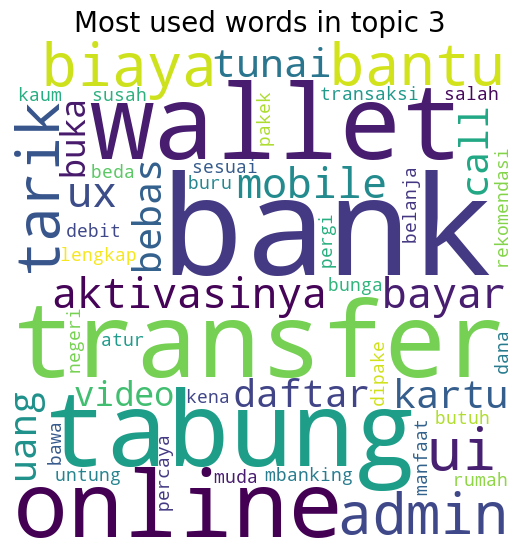 Most used words in topic 3
biaya
tunai
bantu
kaum
susah
transaksi
salah
wallet
pakek
buka
tarik
call
beda
sesuai
buru
ux
bebas
mobile
belanja
rekomendasi
debit
lengkap
bank
pergi
bunga
aktivasinya
bayar
negeri
atur
transfer
dana
dipake
video
kena
daftar
kartu
uang
tabung
butuh
bawa
percaya
manfaat
ui
untung
muda
mbanking
rumah
online
admin